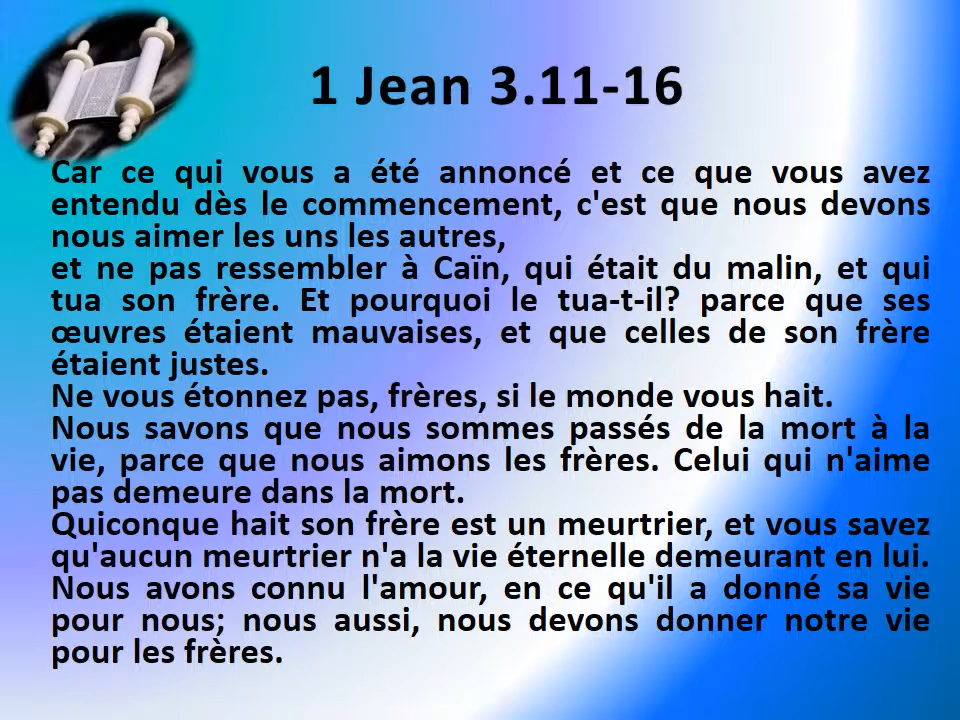 1 Jean 3.11-16
Car ce qui vous a été annoncé et ce que vous avez
entendu dès le commencement, c'est que nous devons
nous aimer les uns les autres,
et ne pas ressembler à Caïn, qui était du malin, et qui
tua son frère. Et pourquoi le tua-t-il? parce que ses
œuvres étaient mauvaises, et que celles de son frère
étaient justes.
Ne vous étonnez pas, frères, si le monde vous hait.
Nous savons que nous sommes passés de la mort à la
vie, parce que nous aimons les frères. Celui qui n'aime
pas demeure dans la mort.
Quiconque hait son frère est un meurtrier, et vous savez
qu'aucun meurtrier n'a la vie éternelle demeurant en lui.
Nous avons connu l'amour, en ce qu'il a donné sa vie
pour nous; nous aussi, nous devons donner notre vie
pour les frères.